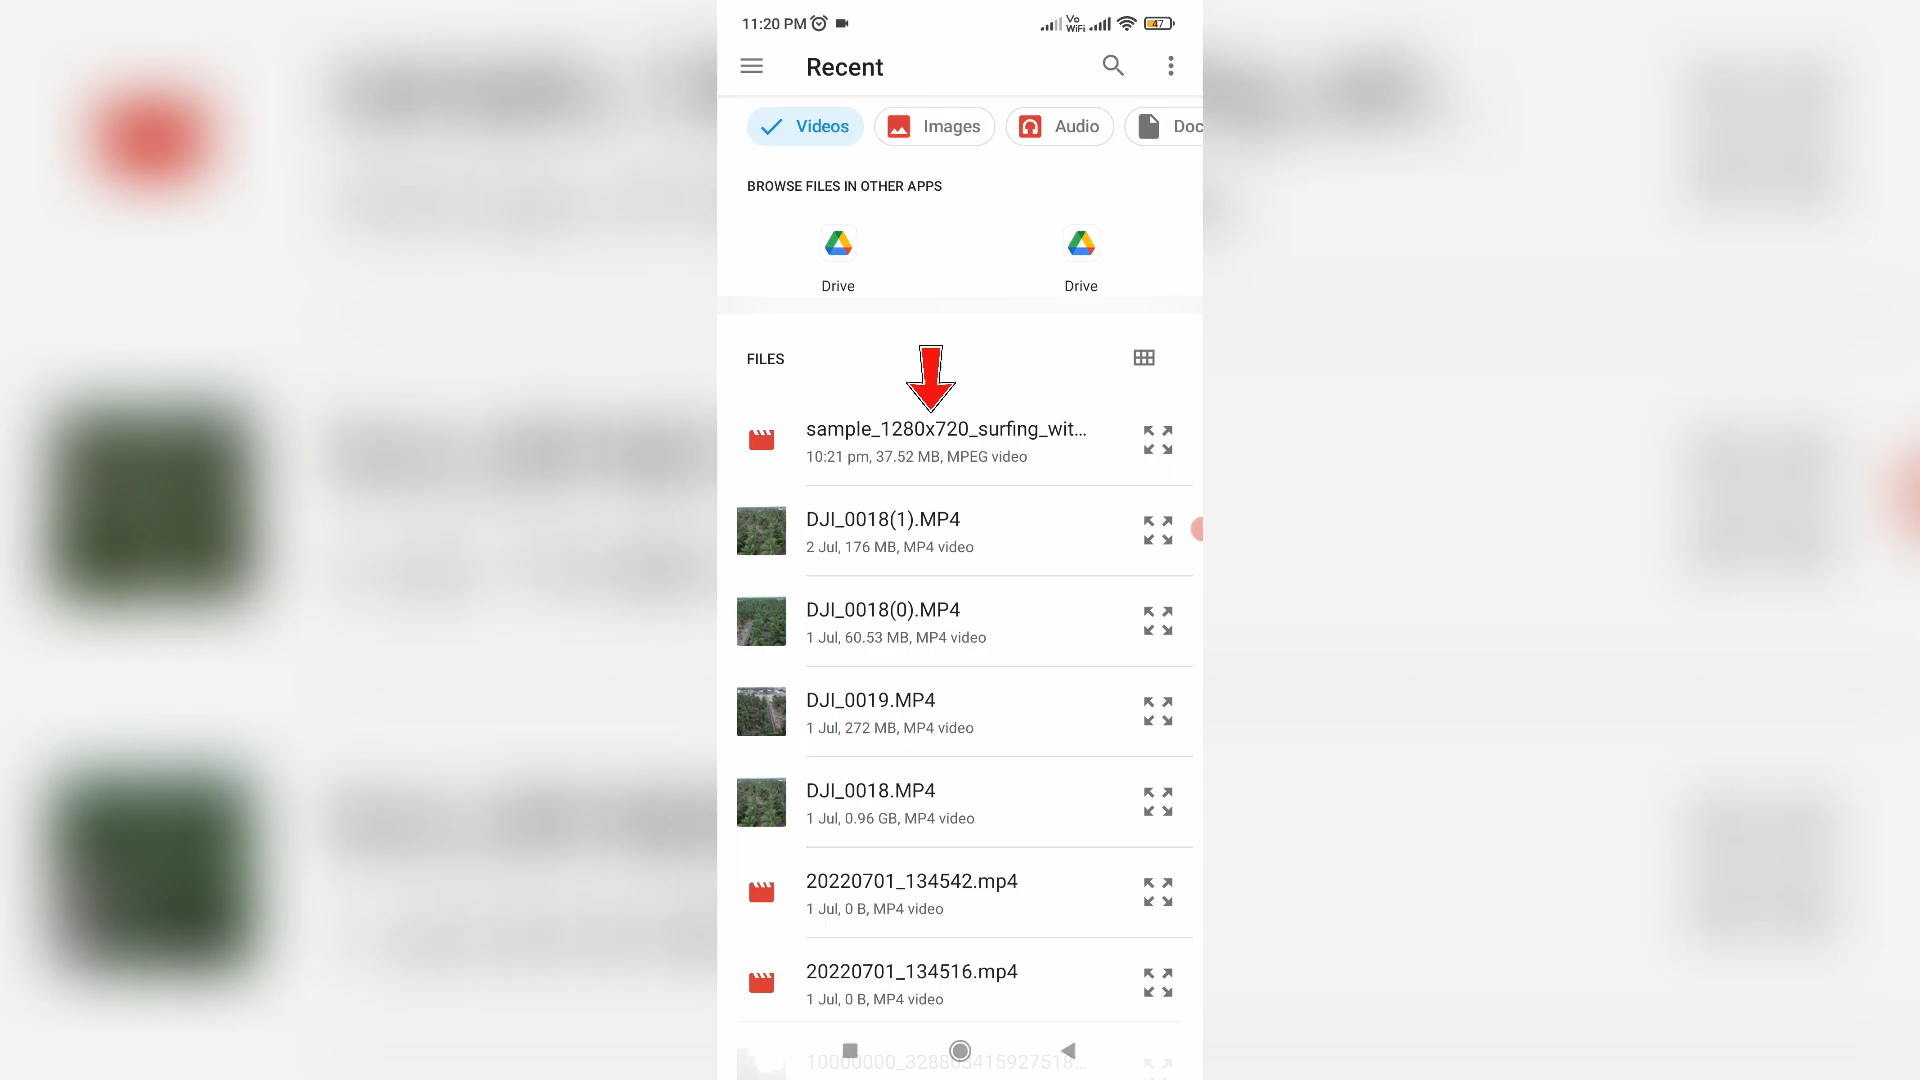 11:20 PM
Vo
WiFi
47
Recent
Videos
Images
Audio
Doc
BROWSE FILES IN OTHER APPS
Drive
Drive
FILES
sample_1280x720_surfing_wit...
10:21 pm, 37.52 MB, MPEG video
DJI_0018(1).MP4
2 Jul, 176 MB, MP4 video
DJI_0018(0).MP4
1 Jul, 60.53 MB, MP4 video
DJI_0019.MP4
1 Jul, 272 MB, MP4 video
DJI_0018.MP4
1 Jul, 0.96 GB, MP4 video
20220701_134542.mp4
1 Jul, 0 B, MP4 video
20220701_134516.mp4
1 Jul, 0 B, MP4 video